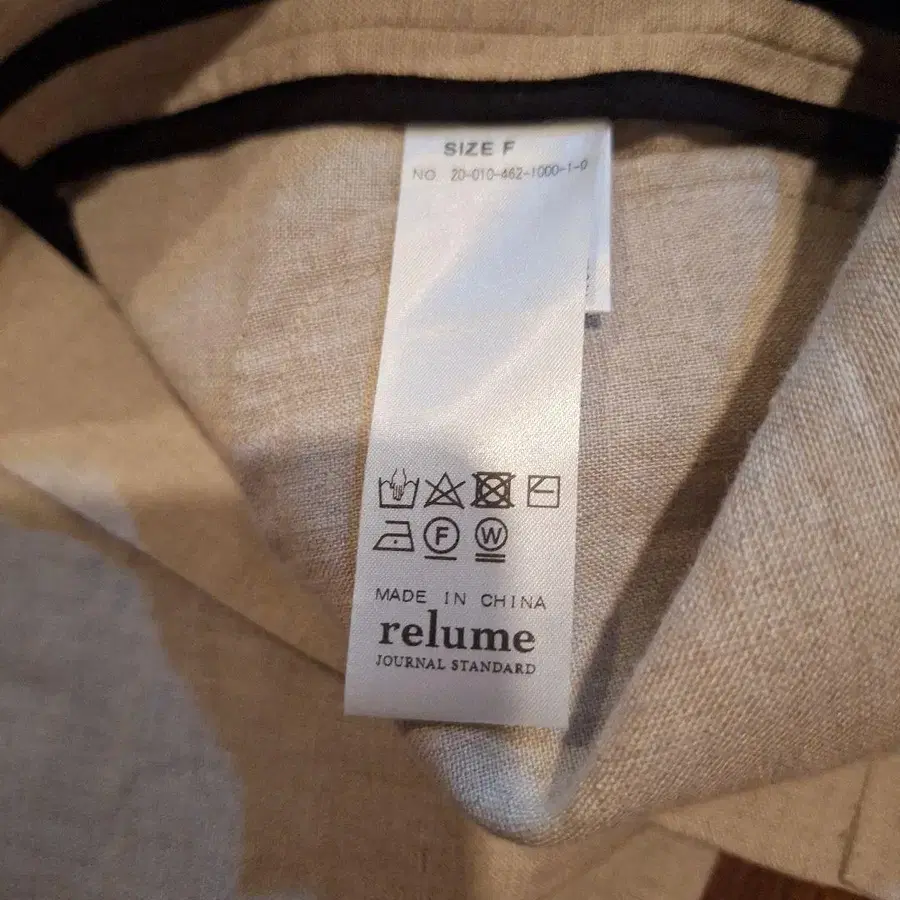 SIZE F
NO. 20-010-462-1000-1-0
F W
MADE IN CHINA
relume
JOURNAL STANDARD